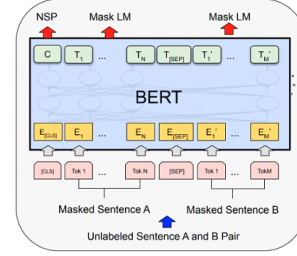 NSP Mask LM Mask LM
C T1 ... TN T[SEP] T1' ... TM'
BERT
E[CLS] E1 ... EN E[SEP] E1' ... EM'
[CLS] Tok 1 ... Tok N [SEP] Tok 1 ... TokM
Masked Sentence A Masked Sentence B
Unlabeled Sentence A and B Pair